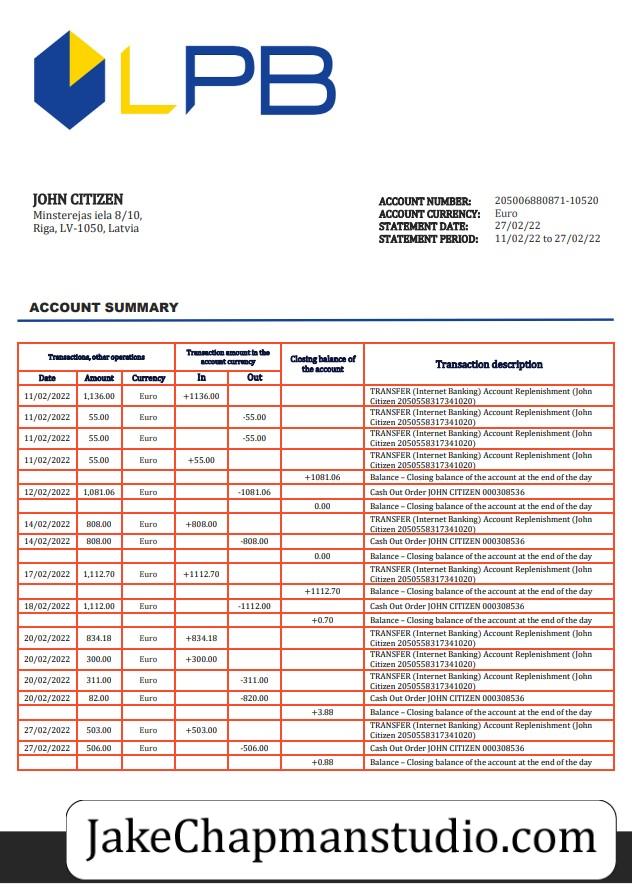 LPB
JOHN CITIZEN
Minsterejas iela 8/10,
Riga, LV-1050, Latvia
ACCOUNT NUMBER: 205006880871-10520
ACCOUNT CURRENCY: Euro
STATEMENT DATE: 27/02/22
STATEMENT PERIOD: 11/02/22 to 27/02/22
ACCOUNT SUMMARY
Transactions, other operations
Transaction amount in the
account currency
Closing balance of
the account
Transaction description
Date Amount Currency In Out
11/02/2022 1,136.00 Euro +1136.00 TRANSFER (Internet Banking) Account Replenishment (John
Citizen 2050558317341020)
11/02/2022 55.00 Euro -55.00 TRANSFER (Internet Banking) Account Replenishment (John
Citizen 2050558317341020)
11/02/2022 55.00 Euro -55.00 TRANSFER (Internet Banking) Account Replenishment (John
Citizen 2050558317341020)
11/02/2022 55.00 Euro +55.00 TRANSFER (Internet Banking) Account Replenishment (John
Citizen 2050558317341020)
+1081.06 Balance – Closing balance of the account at the end of the day
12/02/2022 1,081.06 Euro -1081.06 Cash Out Order JOHN CITIZEN 000308536
0.00 Balance – Closing balance of the account at the end of the day
14/02/2022 808.00 Euro +808.00 TRANSFER (Internet Banking) Account Replenishment (John
Citizen 2050558317341020)
14/02/2022 808.00 Euro -808.00 Cash Out Order JOHN CITIZEN 000308536
0.00 Balance – Closing balance of the account at the end of the day
17/02/2022 1,112.70 Euro +1112.70 TRANSFER (Internet Banking) Account Replenishment (John
Citizen 2050558317341020)
+1112.70 Balance – Closing balance of the account at the end of the day
18/02/2022 1,112.00 Euro -1112.00 Cash Out Order JOHN CITIZEN 000308536
+0.70 Balance – Closing balance of the account at the end of the day
20/02/2022 834.18 Euro +834.18 TRANSFER (Internet Banking) Account Replenishment (John
Citizen 2050558317341020)
20/02/2022 300.00 Euro +300.00 TRANSFER (Internet Banking) Account Replenishment (John
Citizen 2050558317341020)
20/02/2022 311.00 Euro -311.00 TRANSFER (Internet Banking) Account Replenishment (John
Citizen 2050558317341020)
20/02/2022 82.00 Euro -820.00 Cash Out Order JOHN CITIZEN 000308536
+3.88 Balance – Closing balance of the account at the end of the day
27/02/2022 503.00 Euro +503.00 TRANSFER (Internet Banking) Account Replenishment (John
Citizen 2050558317341020)
27/02/2022 506.00 Euro -506.00 Cash Out Order JOHN CITIZEN 000308536
+0.88 Balance – Closing balance of the account at the end of the day
JakeChapmanstudio.com